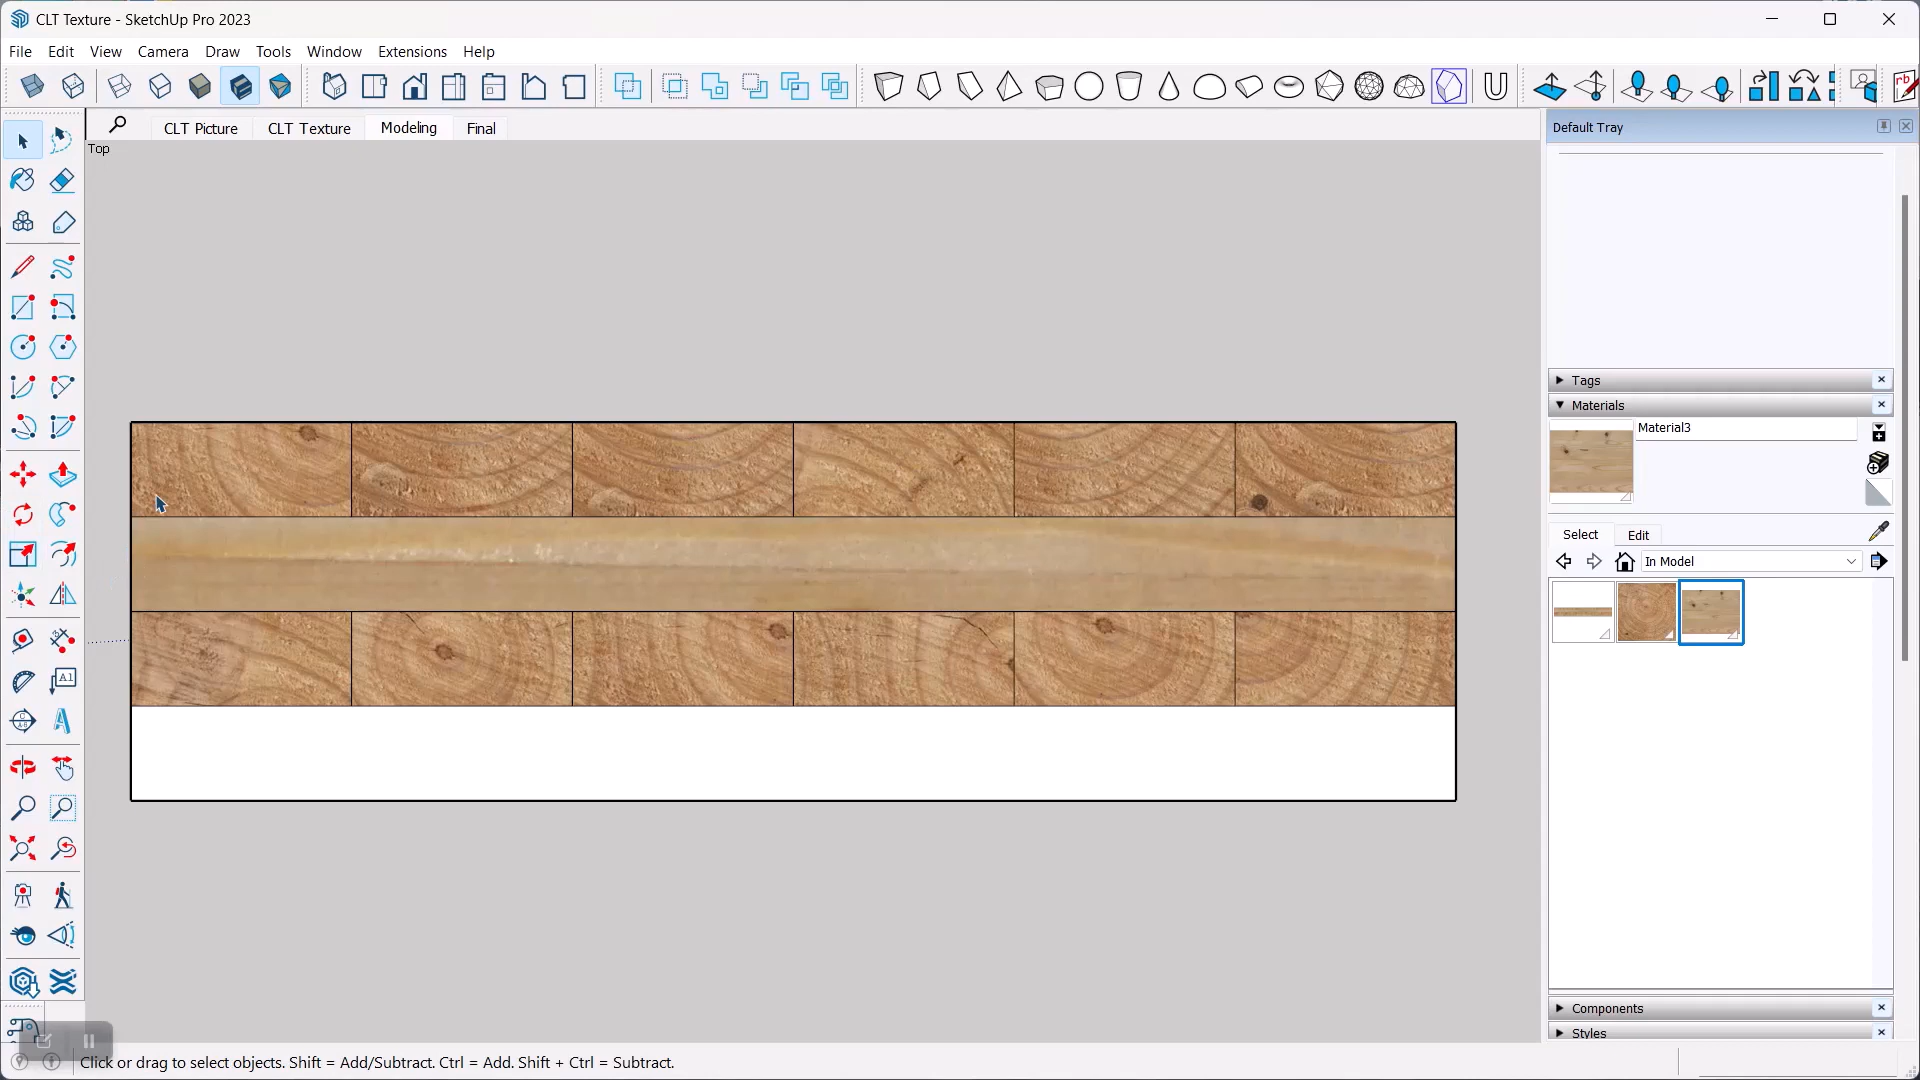 CLT Texture - SketchUp Pro 2023
File Edit View Camera Draw Tools Window Extensions Help
CLT Picture CLT Texture Modeling Final
Top
Default Tray
Tags
Materials
Material3
Select Edit
In Model
Components
Styles
Click or drag to select objects. Shift = Add/Subtract. Ctrl = Add. Shift + Ctrl = Subtract.